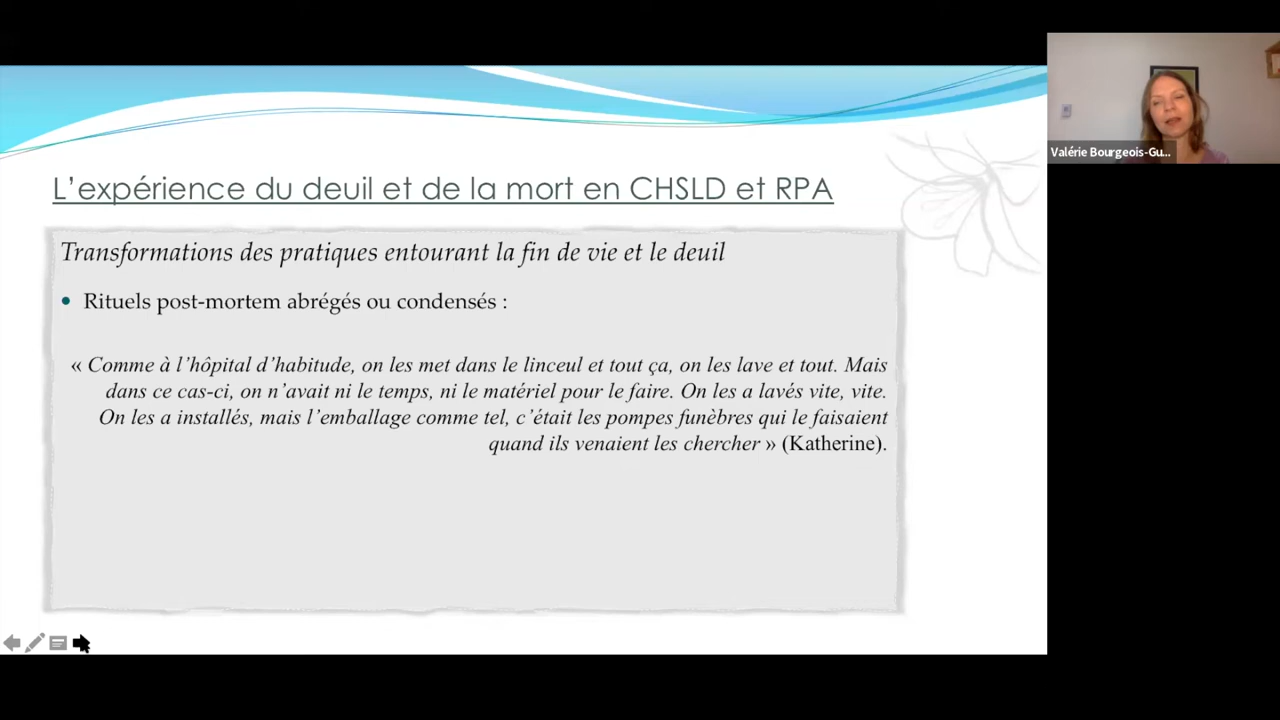 L’expérience du deuil et de la mort en CHSLD et RPA
Transformations des pratiques entourant la fin de vie et le deuil
• Rituels post-mortem abrégés ou condensés :
« Comme à l’hôpital d’habitude, on les met dans le linceul et tout ça, on les lave et tout. Mais
dans ce cas-ci, on n’avait ni le temps, ni le matériel pour le faire. On les a lavés vite, vite.
On les a installés, mais l’emballage comme tel, c’était les pompes funèbres qui le faisaient
quand ils venaient les chercher » (Katherine).
Valérie Bourgeois-Gu...